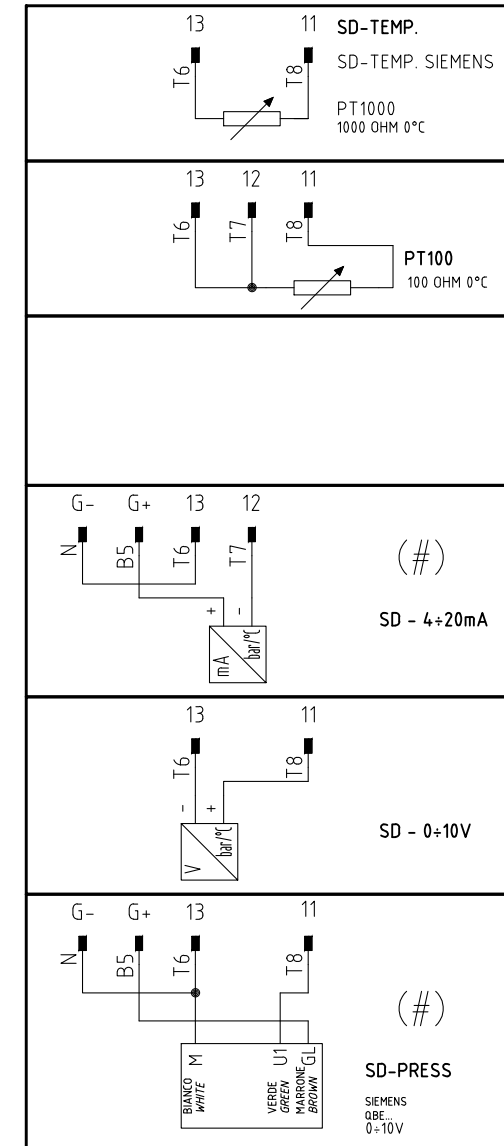 13 11 SD-TEMP.
T6 T8 SD-TEMP. SIEMENS
PT1000
1000 OHM 0°C
13 12 11
T6 T7 T8
PT100
100 OHM 0°C
G- G+ 13 12
N B5 T6 T7
(#)
+ -
SD - 4÷20mA
mA bar/°C
13 11
T6 T8
- +
SD - 0÷10V
V bar/°C
G- G+ 13 11
N B5 T6 T8
(#)
M U1 GL
BIANCO
WHITE
VERDE
GREEN
MARRONE
BROWN
SD-PRESS
SIEMENS
QBE...
0÷10V